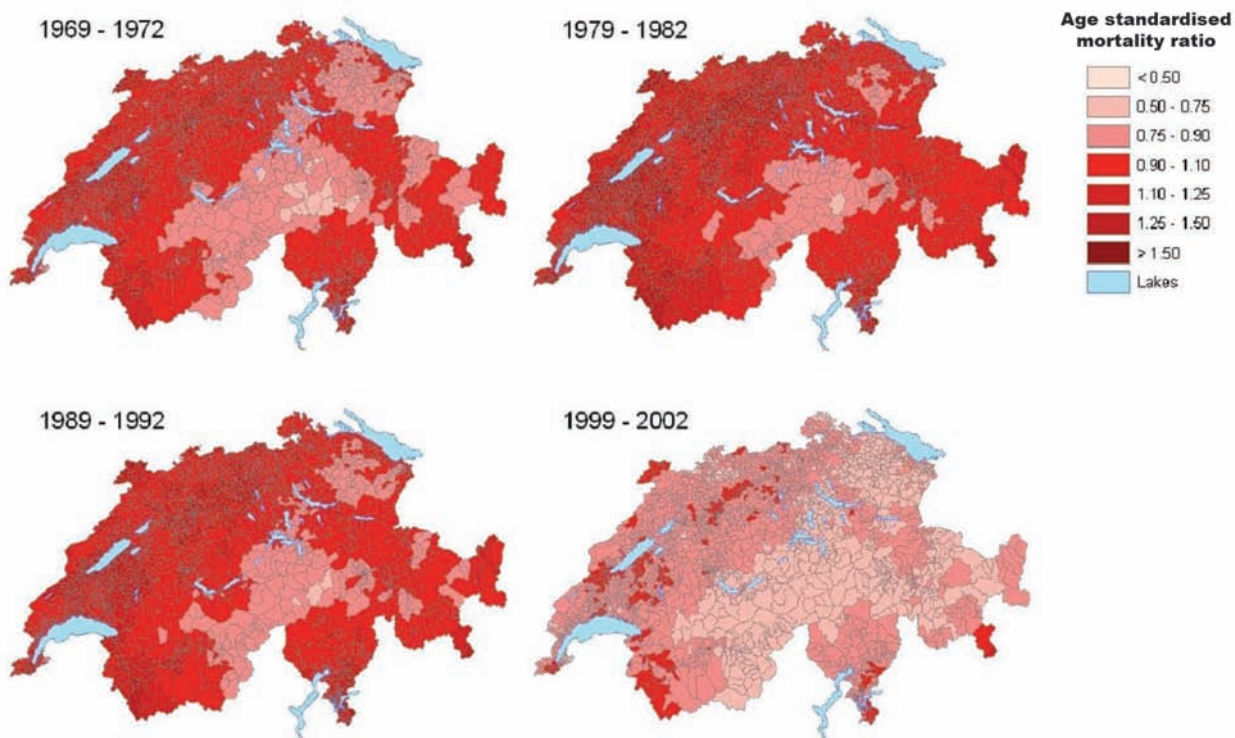 1969 - 1972
1979 - 1982
Age standardised
mortality ratio
< 0.50
0.50 - 0.75
0.75 - 0.90
0.90 - 1.10
1.10 - 1.25
1.25 - 1.50
> 1.50
Lakes
1989 - 1992
1999 - 2002